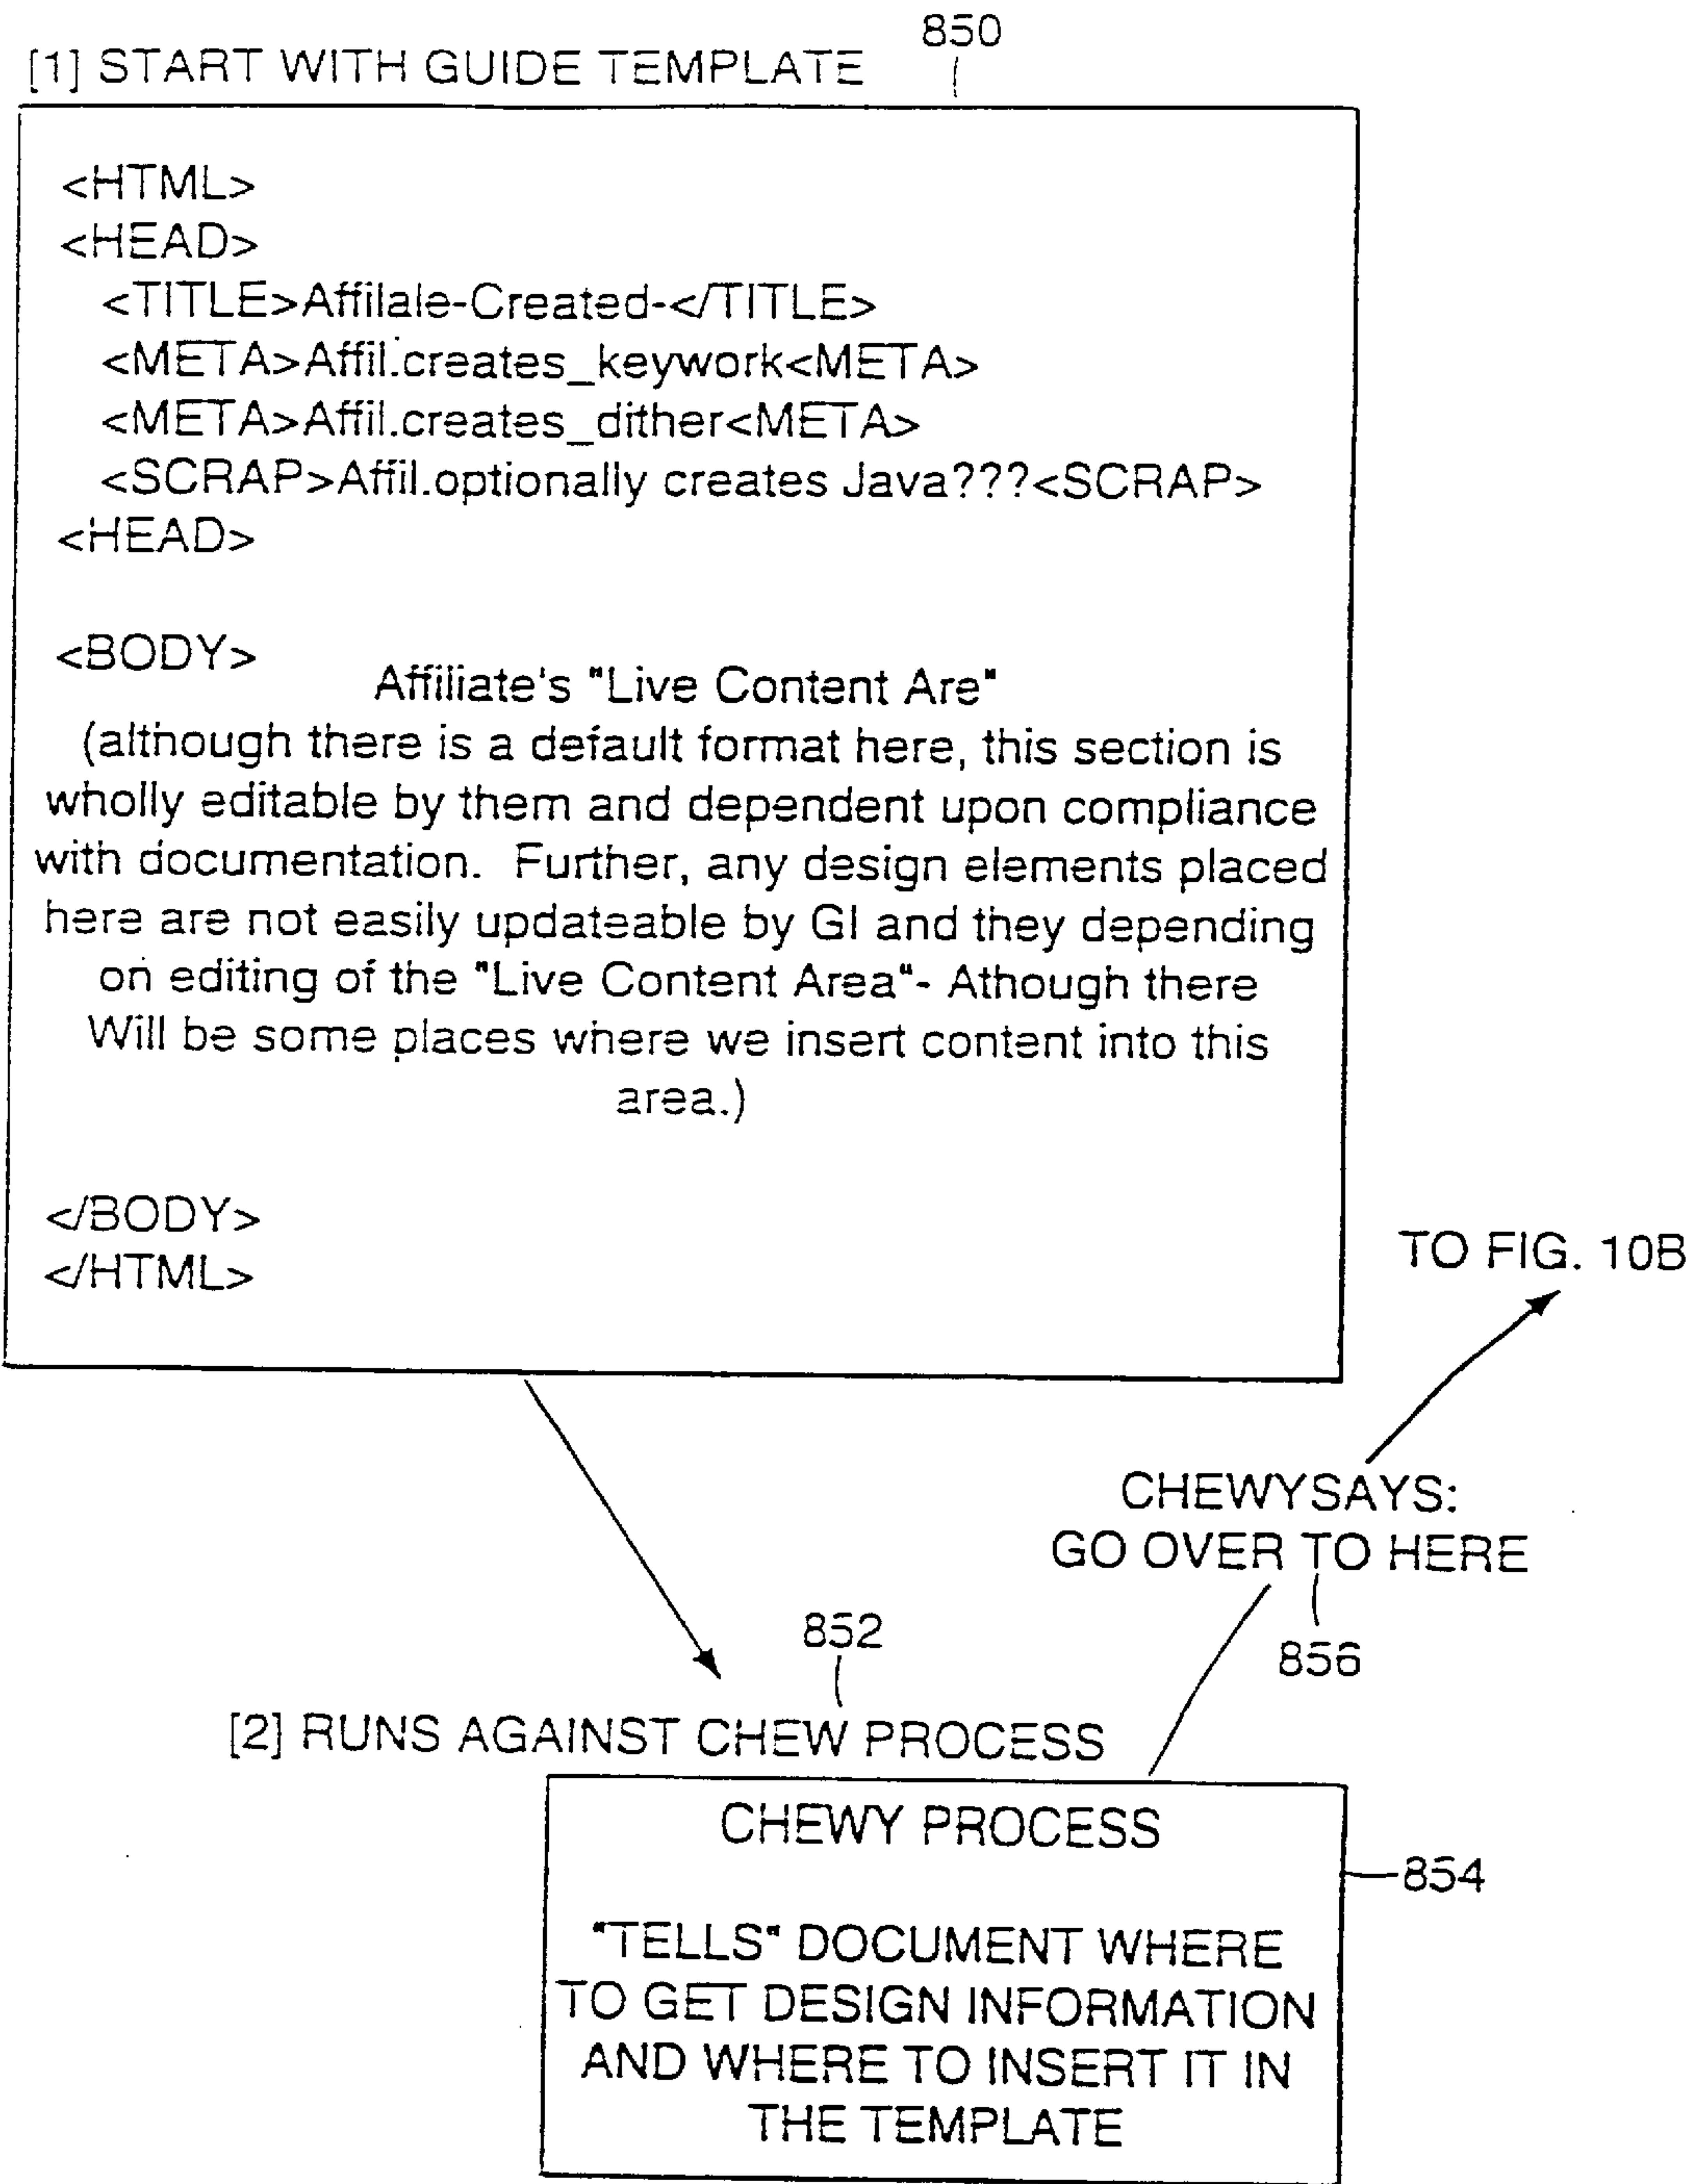 850
[1] START WITH GUIDE TEMPLATE
<HTML>
<HEAD>
<TITLE>Affilale-Created-</TITLE>
<META>Affil.creates_keywork<META>
<META>Affil.creates_dither<META>
<SCRAP>Affil.optionally creates Java???<SCRAP>
<HEAD>
<BODY>
Affiliate's "Live Content Are"
(although there is a default format here, this section is
wholly editable by them and dependent upon compliance
with documentation. Further, any design elements placed
here are not easily updateable by GI and they depending
on editing of the "Live Content Area"- Athough there
Will be some places where we insert content into this
area.)
</BODY>
</HTML>
TO FIG. 10B
CHEWYSAYS:
GO OVER TO HERE
856
852
[2] RUNS AGAINST CHEW PROCESS
CHEWY PROCESS
854
"TELLS" DOCUMENT WHERE
TO GET DESIGN INFORMATION
AND WHERE TO INSERT IT IN
THE TEMPLATE